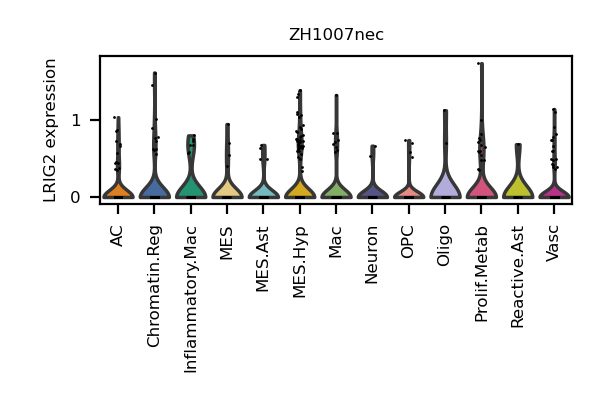 ZH1007nec
LRIG2 expression
1
0
AC
Chromatin.Reg
Inflammatory.Mac
MES
MES.Ast
MES.Hyp
Mac
Neuron
OPC
Oligo
Prolif.Metab
Reactive.Ast
Vasc